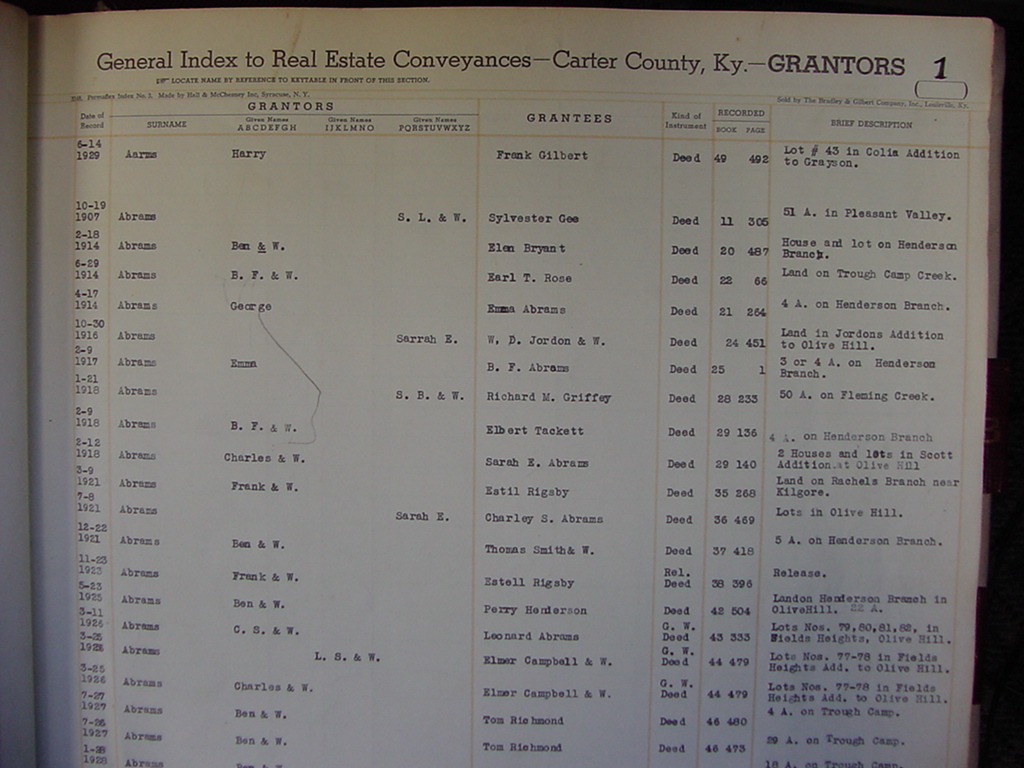 General Index to Real Estate Conveyances—Carter County, Ky.—GRANTORS 1
LOCATE NAME BY REFERENCE TO KEYTABLE IN FRONT OF THIS SECTION.
Permadex Index No. 2. Made by Hall & McChesney Inc, Syracuse, N. Y. Sold by The Bradley & Gilbert Company, Inc., Louisville, Ky.
Date of Record GRANTORS GRANTEES Kind of Instrument RECORDED BRIEF DESCRIPTION
SURNAME Given Names ABCDEFGH Given Names IJKLMNO Given Names PQRSTUVWXYZ BOOK PAGE
6-14
1929 Aarms Harry Frank Gilbert Deed 49 492 Lot # 43 in Colia Addition
to Grayson.
10-19
1907 Abrams S. L. & W. Sylvester Gee Deed 11 305 51 A. in Pleasant Valley.
2-18
1914 Abrams Ben & W. Elen Bryant Deed 20 487 House and lot on Henderson
Branch.
6-29
1914 Abrams B. F. & W. Earl T. Rose Deed 22 66 Land on Trough Camp Creek.
4-17
1914 Abrams George Emma Abrams Deed 21 264 4 A. on Henderson Branch.
10-30
1916 Abrams Sarrah E. W, D. Jordon & W. Deed 24 451 Land in Jordons Addition
to Olive Hill.
2-9
1917 Abrams Emma B. F. Abrams Deed 25 1 3 or 4 A. on Henderson
Branch.
1-21
1918 Abrams S. B. & W. Richard M. Griffey Deed 28 233 50 A. on Fleming Creek.
2-9
1918 Abrams B. F. & W. Elbert Tackett Deed 29 136 4 A. on Henderson Branch
2-12
1918 Abrams Charles & W. Sarah E. Abrams Deed 29 140 2 Houses and lots in Scott
Addition.at Olive Hill
3-9
1921 Abrams Frank & W. Estil Rigsby Deed 35 268 Land on Rachels Branch near
Kilgore.
7-8
1921 Abrams Sarah E. Charley S. Abrams Deed 36 469 Lots in Olive Hill.
12-22
1921 Abrams Ben & W. Thomas Smith& W. Deed 37 418 5 A. on Henderson Branch.
11-23
1923 Abrams Frank & W. Estell Rigsby Rel. Deed 38 396 Release.
5-23
1925 Abrams Ben & W. Perry Henderson Deed 42 504 Landon Henderson Branch in
OliveHill. 22 A.
3-11
1926 Abrams C. S. & W. Leonard Abrams G. W. Deed 43 333 Lots Nos. 79,80,81,82, in
Fields Heights, Olive Hill.
3-25
1926 Abrams L. S. & W. Elmer Campbell & W. G. W. Deed 44 479 Lots Nos. 77-78 in Fields
Heights Add. to Olive Hill.
3-25
1926 Abrams Charles & W. Elmer Campbell & W. G. W. Deed 44 479 Lots Nos. 77-78 in Fields
Heights Add. to Olive Hill.
7-27
1927 Abrams Ben & W. Tom Richmond Deed 46 480 4 A. on Trough Camp.
7-26
1927 Abrams Ben & W. Tom Richmond Deed 46 473 29 A. on Trough Camp.
1-28
1928 Abrams Ben & W. 18 A. on Trough Camp.